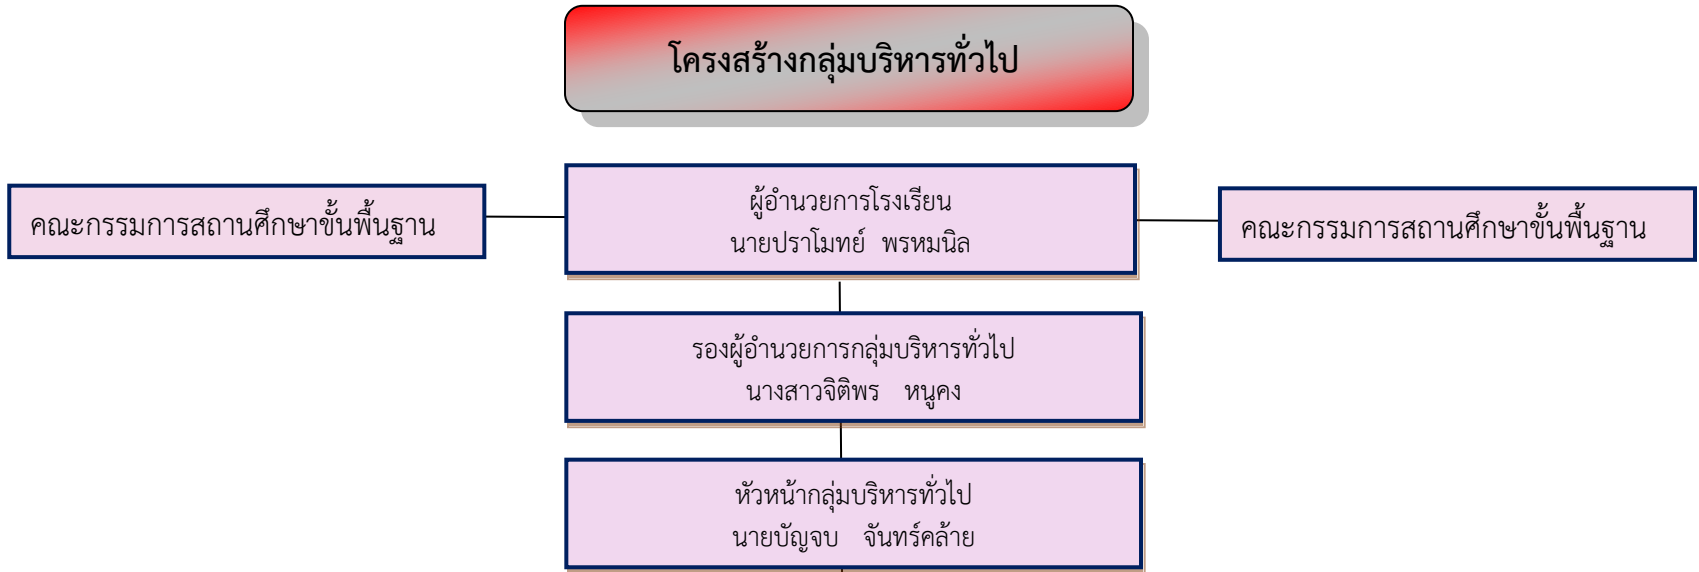 โครงสร้างกลุ่มบริหารทั่วไป
คณะกรรมการสถานศึกษาขั้นพื้นฐาน
ผู้อำนวยการโรงเรียน
นายปราโมทย์ พรหมนิล
คณะกรรมการสถานศึกษาขั้นพื้นฐาน
รองผู้อำนวยการกลุ่มบริหารทั่วไป
นางสาวจิติพร หนูคง
หัวหน้ากลุ่มบริหารทั่วไป
นายบัญจบ จันทร์คล้าย